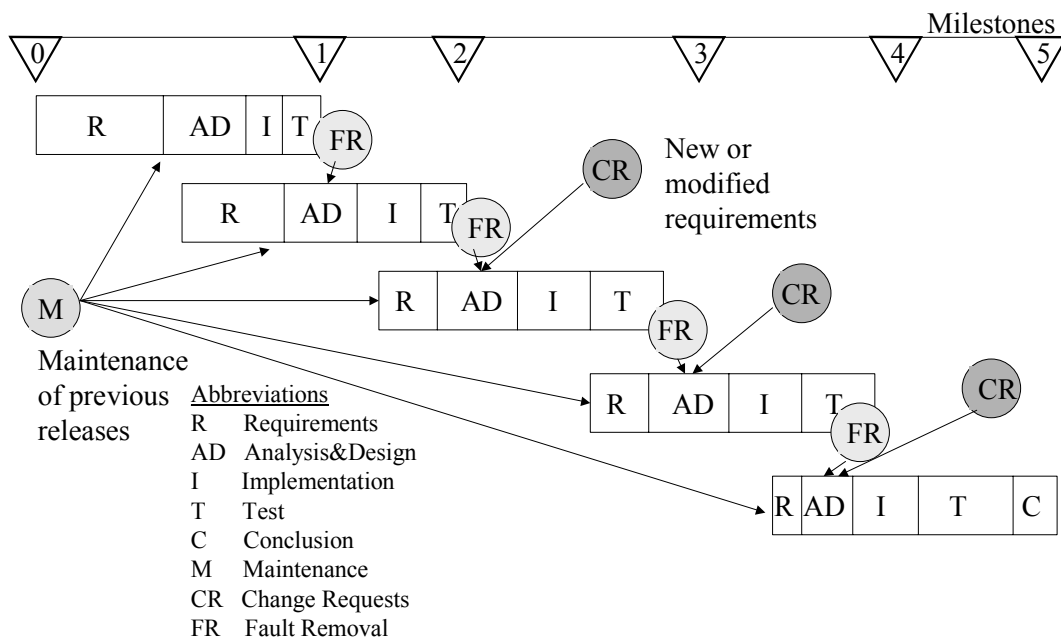 Milestones
0 1 2 3 4 5
R AD I T
FR
CR
New or
modified
requirements
R AD I T
FR
R AD I T
M
CR
FR
Maintenance
of previous
releases
R AD I T
CR
FR
R AD I T C
Abbreviations
R Requirements
AD Analysis&Design
I Implementation
T Test
C Conclusion
M Maintenance
CR Change Requests
FR Fault Removal